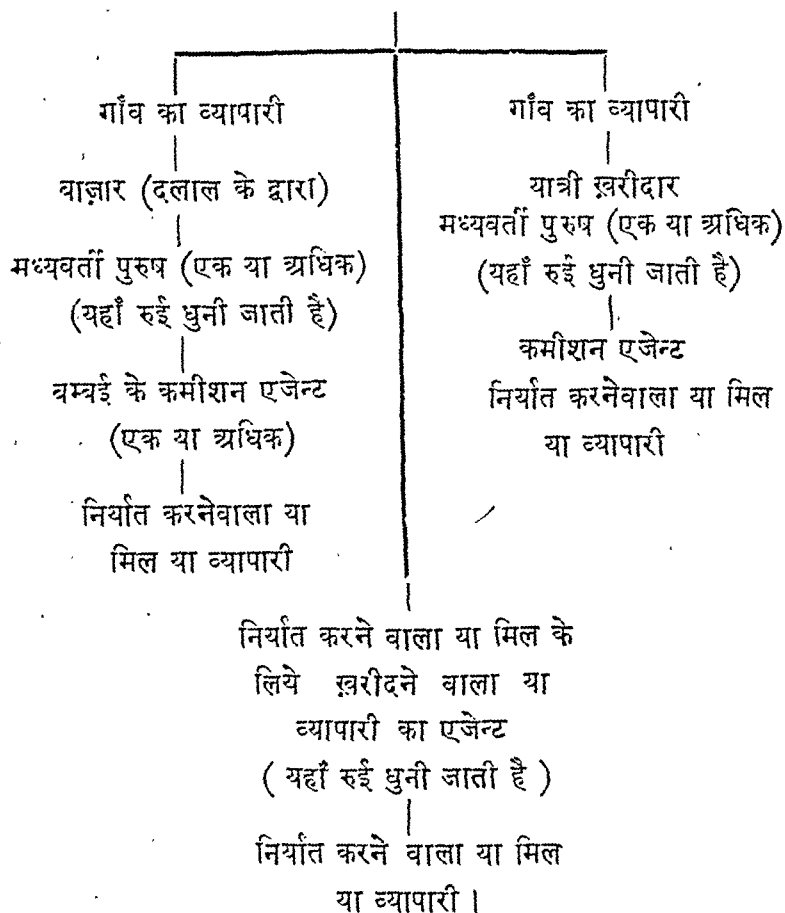 गाँव का व्यापारी
बाज़ार (दलाल के द्वारा)
मध्यवर्ती पुरुष (एक या अधिक)
(यहाँ रुई धुनी जाती है)
बम्बई के कमीशन एजेन्ट
(एक या अधिक)
निर्यात करनेवाला या
मिल या व्यापारी
गाँव का व्यापारी
यात्री ख़रीदार
मध्यवर्ती पुरुष (एक या अधिक)
(यहाँ रुई धुनी जाती है)
कमीशन एजेन्ट
निर्यात करनेवाला या मिल
या व्यापारी
निर्यात करने वाला या मिल के
लिये ख़रीदने वाला या
व्यापारी का एजेन्ट
( यहाँ रुई धुनी जाती है )
निर्यात करने वाला या मिल
या व्यापारी ।